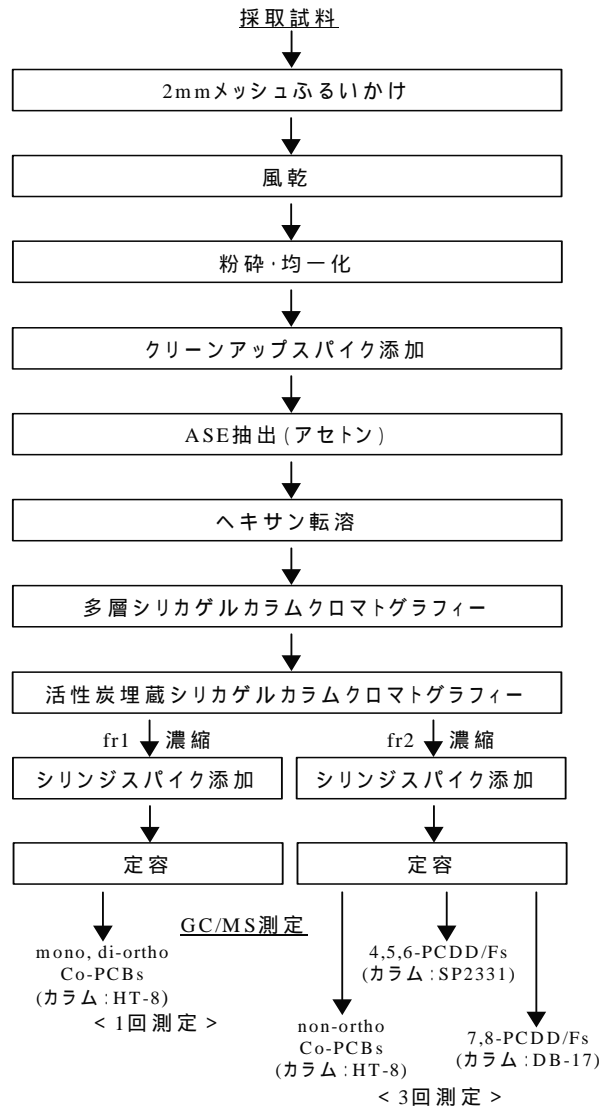 採取試料
2mmメッシュふるいかけ
風乾
粉砕・均一化
クリーンアップスパイク添加
ASE抽出(アセトン)
ヘキサン転溶
多層シリカゲルカラムクロマトグラフィー
活性炭埋蔵シリカゲルカラムクロマトグラフィー
fr1 濃縮
fr2 濃縮
シリンジスパイク添加
シリンジスパイク添加
定容
定容
GC/MS測定
mono, di-ortho
Co-PCBs
(カラム:HT-8)
<1回測定>
4,5,6-PCDD/Fs
(カラム:SP2331)
non-ortho
Co-PCBs
(カラム:HT-8)
7,8-PCDD/Fs
(カラム:DB-17)
<3回測定>